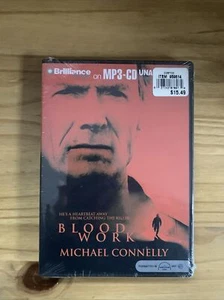 Brilliance on MP3-CD UNA
$15.49
HE'S A HEARTBEAT AWAY
FROM CATCHING THE KILLER.
BLOOD
WORK
MICHAEL CONNELLY